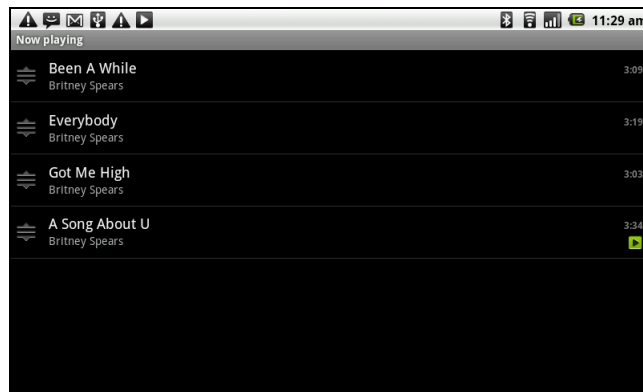 11:29 am
Now playing
Been A While
3:09
Britney Spears
Everybody
3:19
Britney Spears
Got Me High
3:03
Britney Spears
A Song About U
3:34
Britney Spears